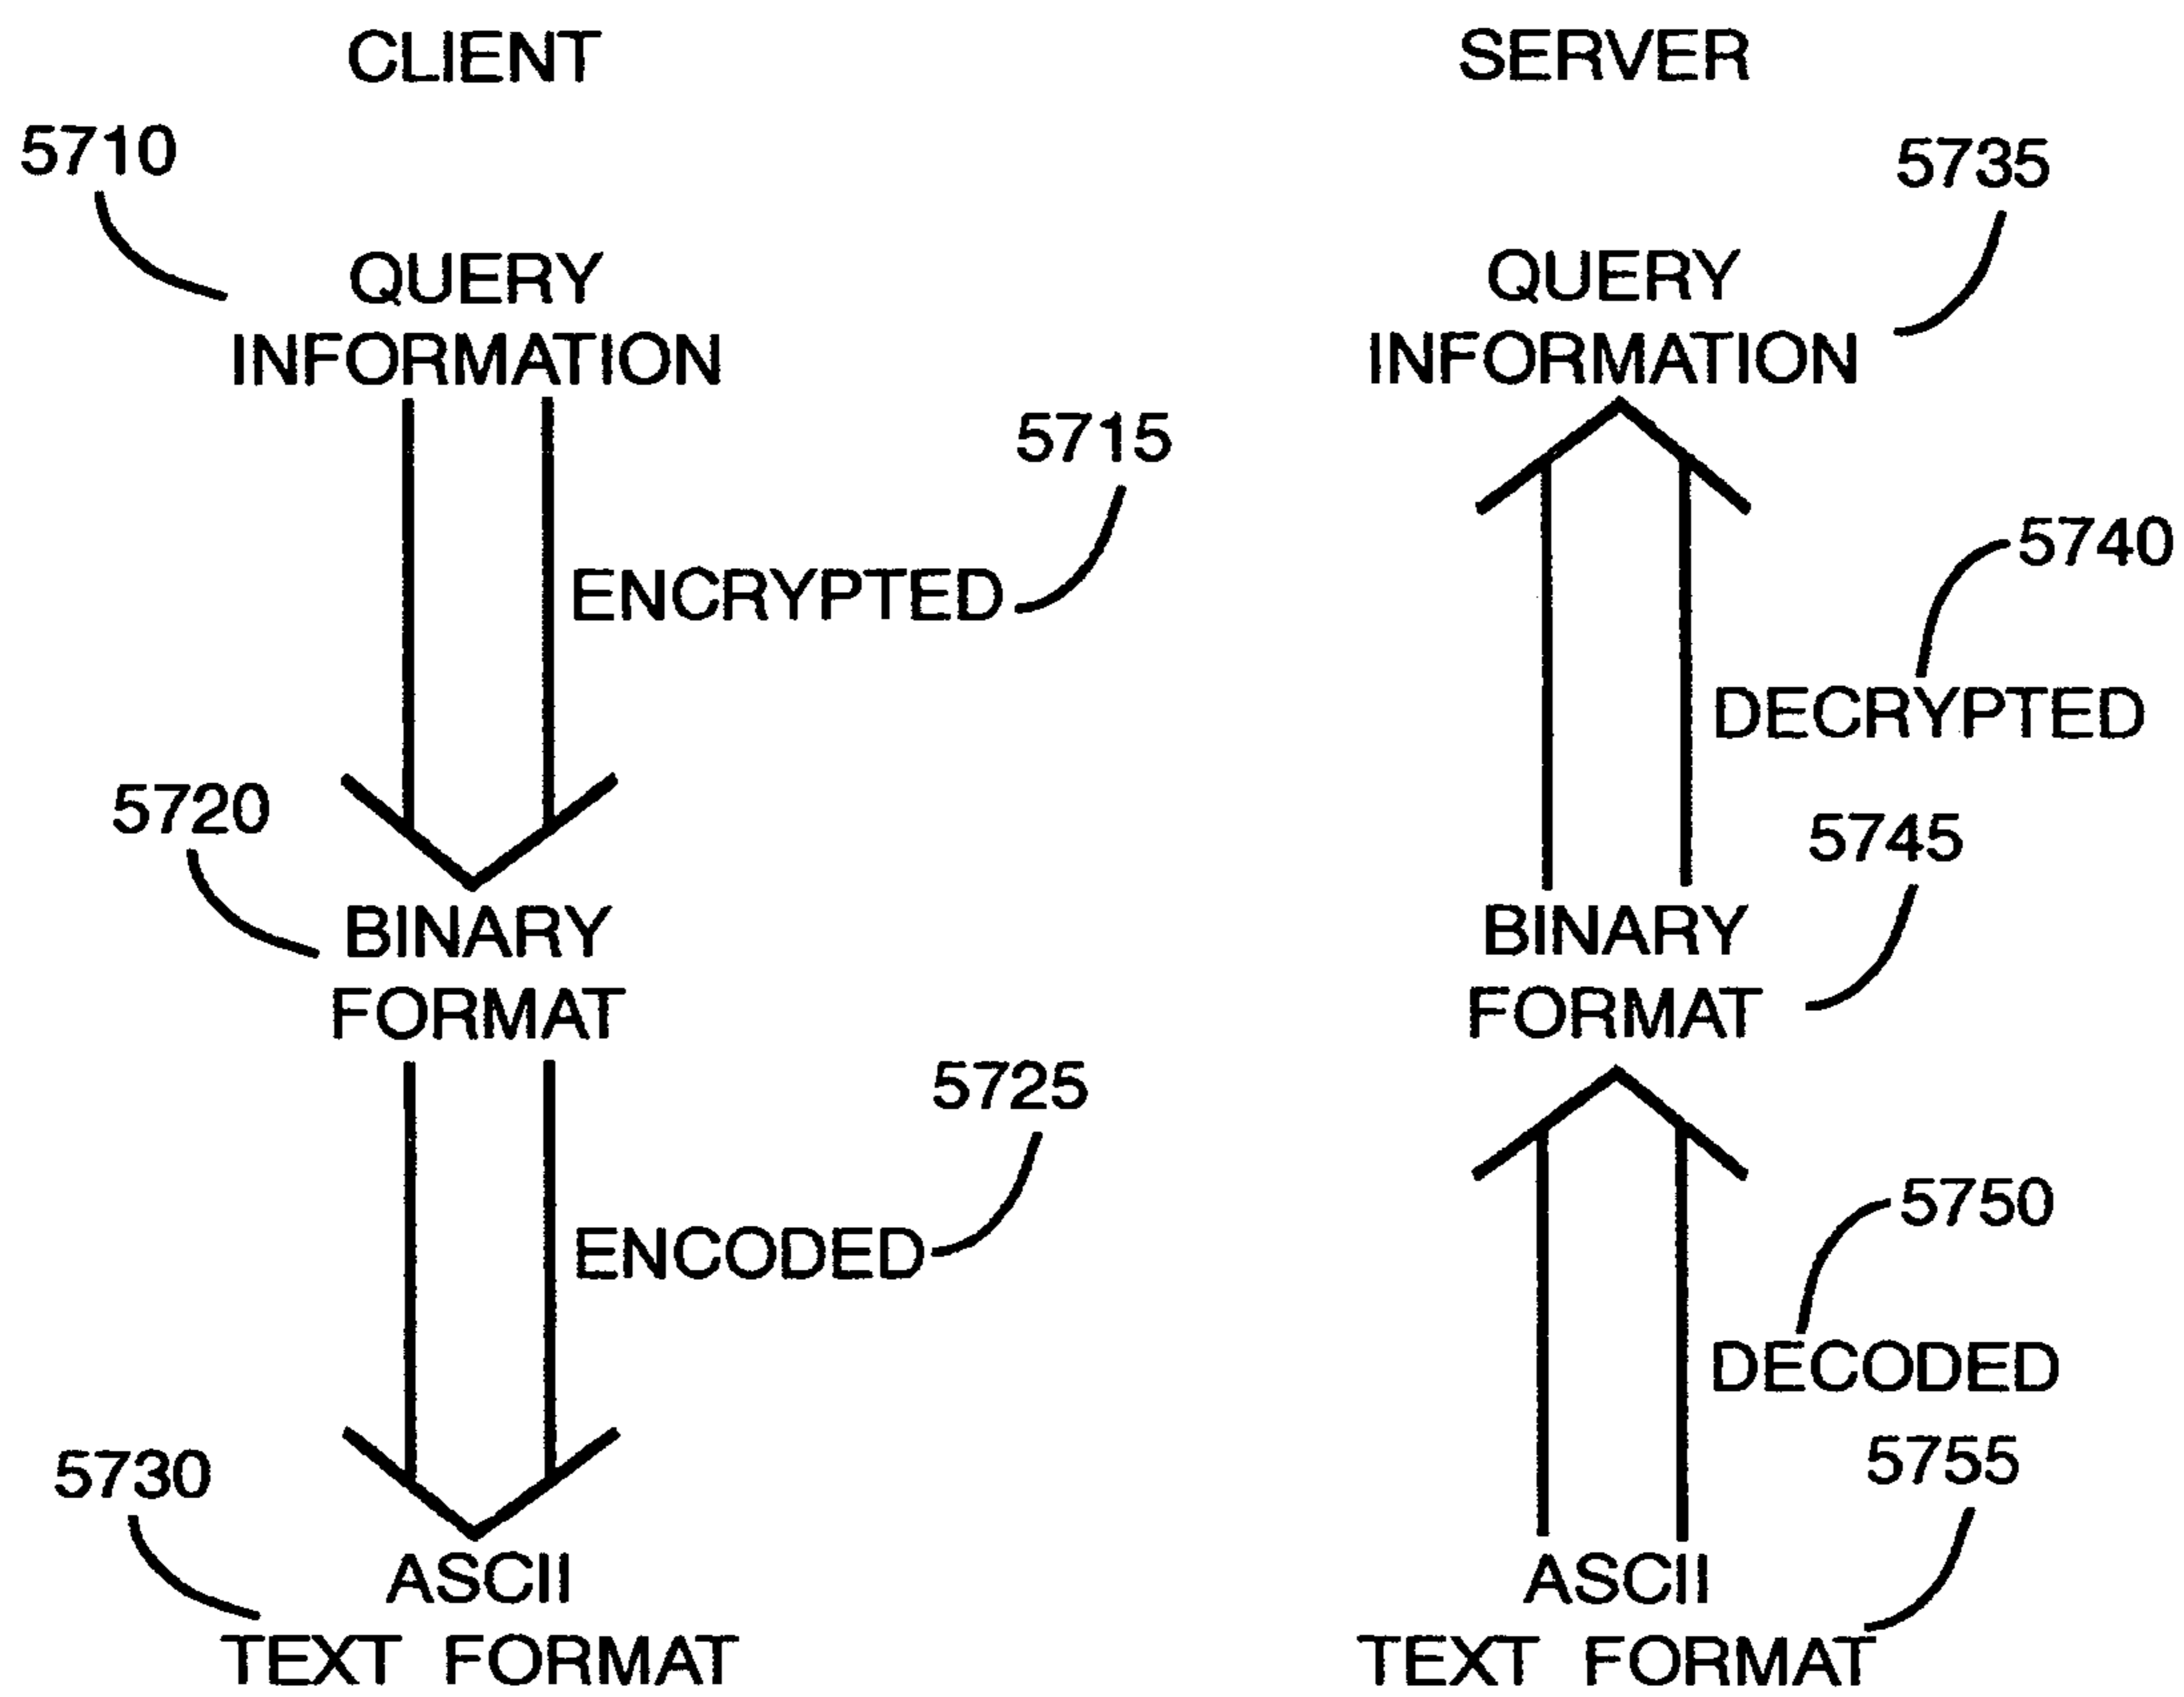 CLIENT
5710
QUERY
INFORMATION
5715
ENCRYPTED
5720
BINARY
FORMAT
5725
ENCODED
5730
ASCII
TEXT FORMAT
SERVER
5735
QUERY
INFORMATION
5740
DECRYPTED
5745
BINARY
FORMAT
5750
DECODED
5755
ASCII
TEXT FORMAT